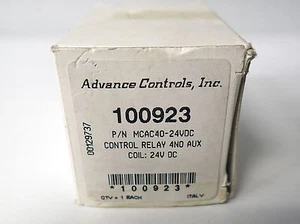 Advance Controls, Inc.
100923
P/N MCAC40-24VDC
CONTROL RELAY 4NO AUX
COIL: 24V DC
00129737
*100923*
QTY = 1 EACH ITALY